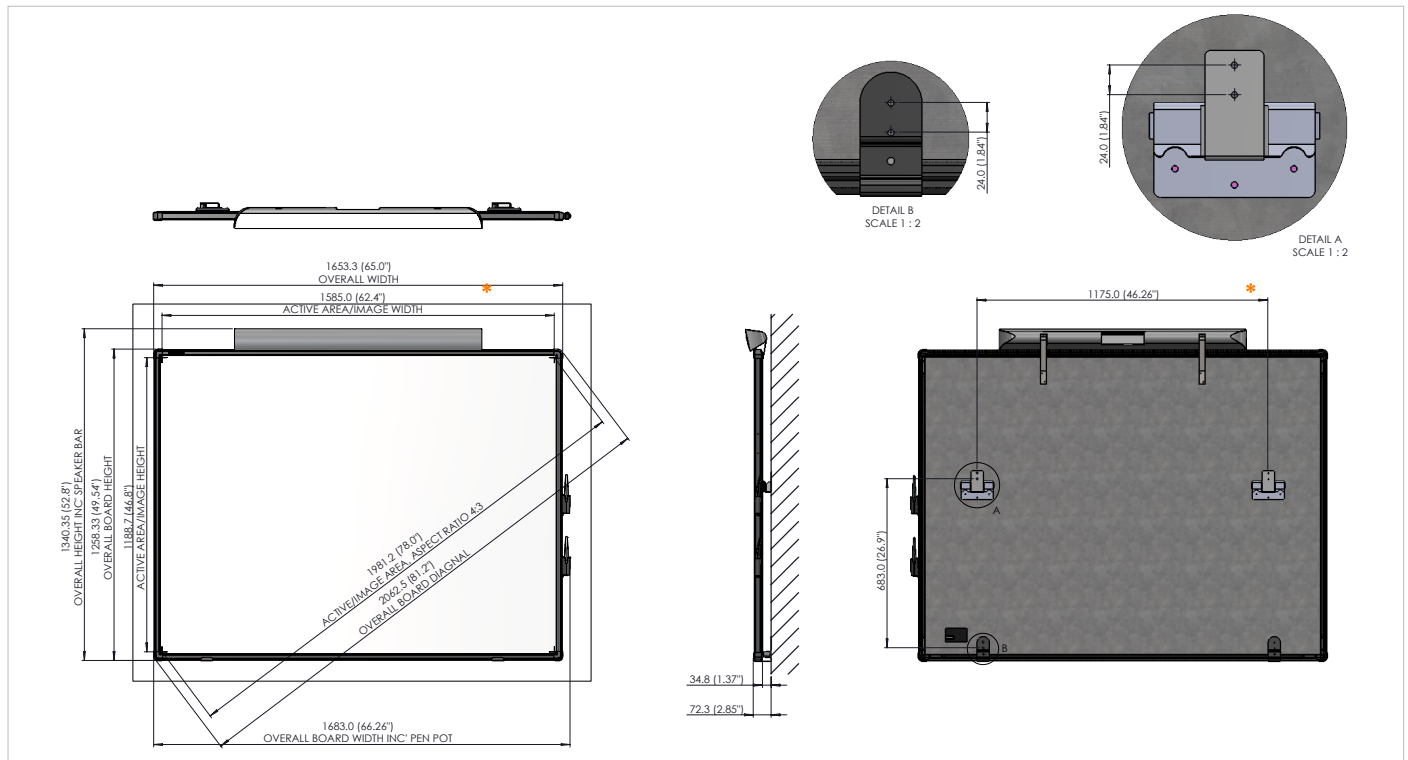 24.0 (1.84")
DETAIL B
SCALE 1 : 2
24.0 (1.84")
DETAIL A
SCALE 1 : 2
1653.3 (65.0")
OVERALL WIDTH
*
1585.0 (62.4")
ACTIVE AREA/IMAGE WIDTH
1340.35 (52.8")
OVERALL HEIGHT INC' SPEAKER BAR
1258.33 (49.54")
OVERALL BOARD HEIGHT
1188.7 (46.8")
ACTIVE AREA/IMAGE HEIGHT
1981.2 (78.0")
ACTIVE/IMAGE AREA, ASPECT RATIO 4:3
2062.5 (81.2")
OVERALL BOARD DIAGNAL
1683.0 (66.26")
OVERALL BOARD WIDTH INC' PEN POT
34.8 (1.37")
72.3 (2.85")
1175.0 (46.26")
*
683.0 (26.9")
A
B